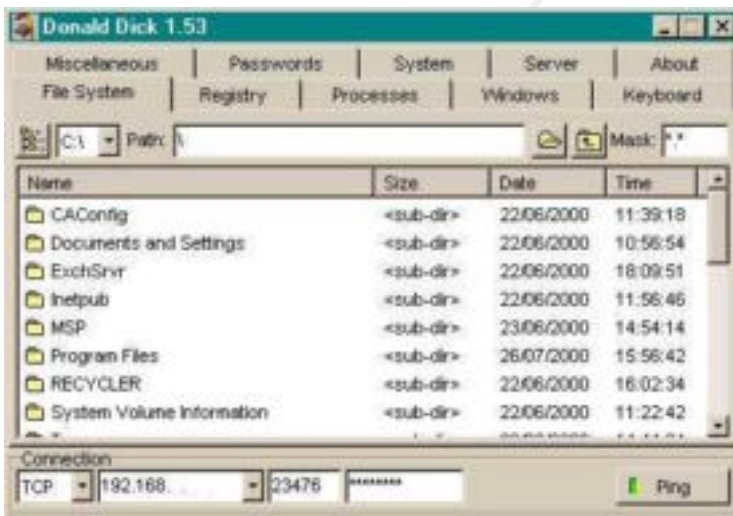 Donald Dick 1.53
Miscellaneous Passwords System Server About
File System Registry Processes Windows Keyboard
C:\ Path: \ Mask: *.*
Name Size Date Time
CAConfig <sub-dir> 22/06/2000 11:39:18
Documents and Settings <sub-dir> 22/06/2000 10:56:54
ExchSrvr <sub-dir> 22/06/2000 18:09:51
Inetpub <sub-dir> 22/06/2000 11:56:46
MSP <sub-dir> 23/06/2000 14:54:14
Program Files <sub-dir> 26/07/2000 15:56:42
RECYCLER <sub-dir> 22/06/2000 16:02:34
System Volume Information <sub-dir> 22/06/2000 11:22:42
Connection
TCP 192.168. 23476 ******** Ping